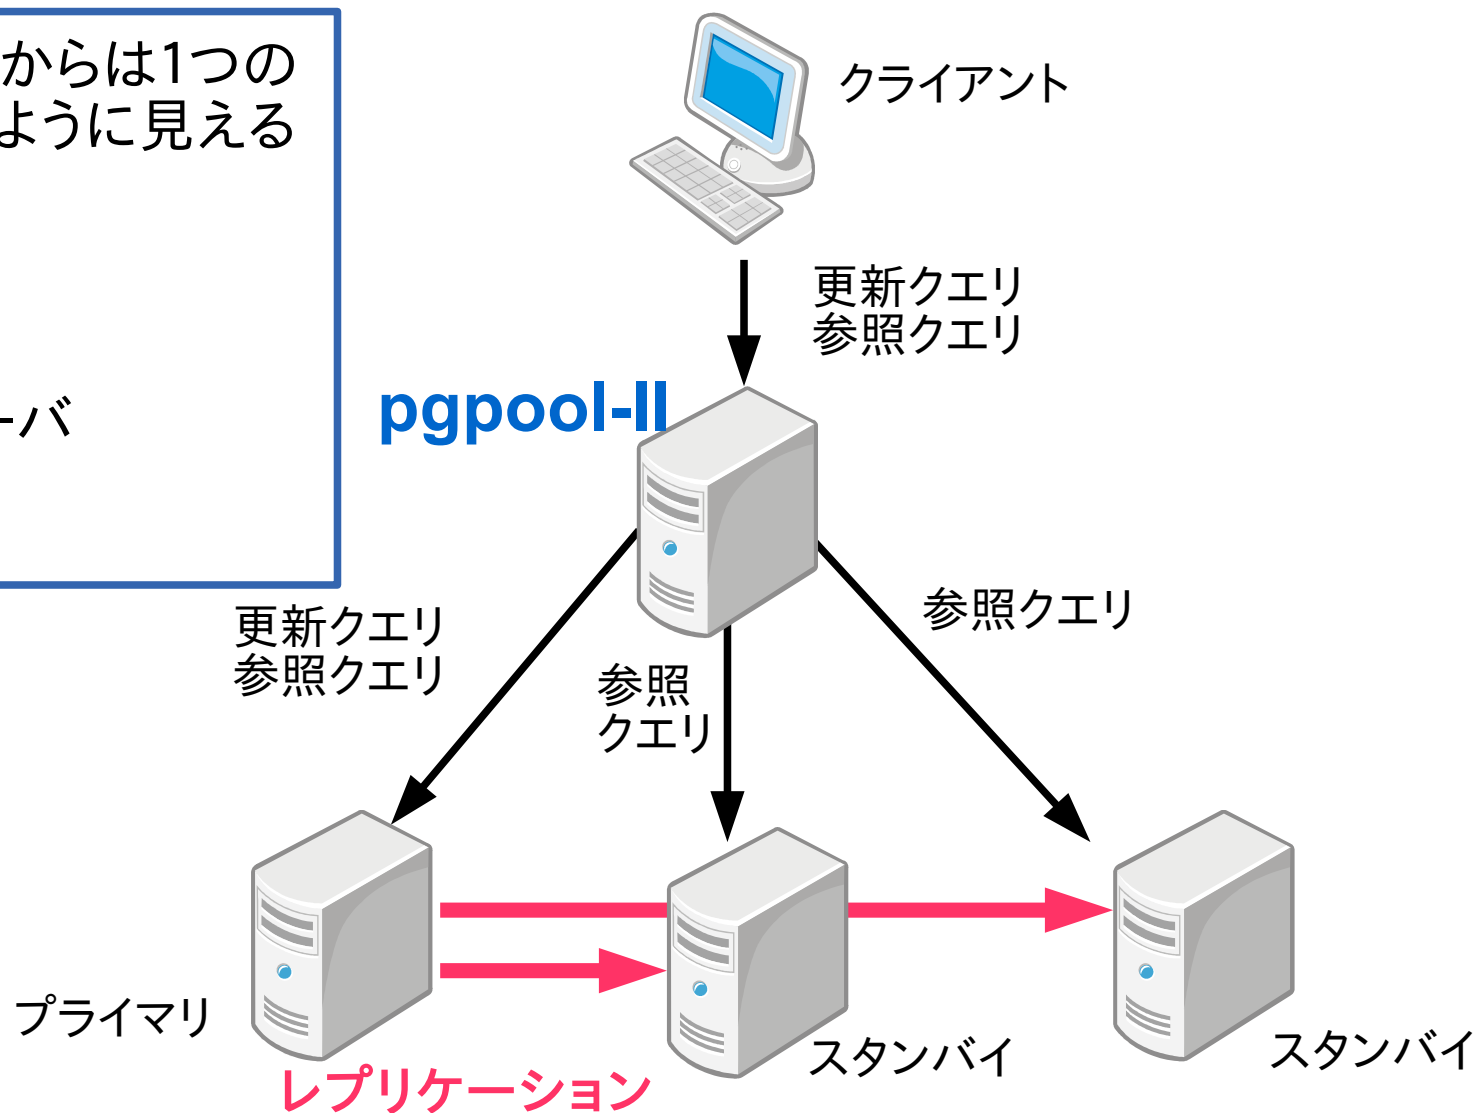 からは1つの
ように見える
ーバ
クライアント
更新クエリ
参照クエリ
pgpool-II
更新クエリ
参照クエリ
参照
クエリ
参照クエリ
プライマリ
スタンバイ
スタンバイ
レプリケーション